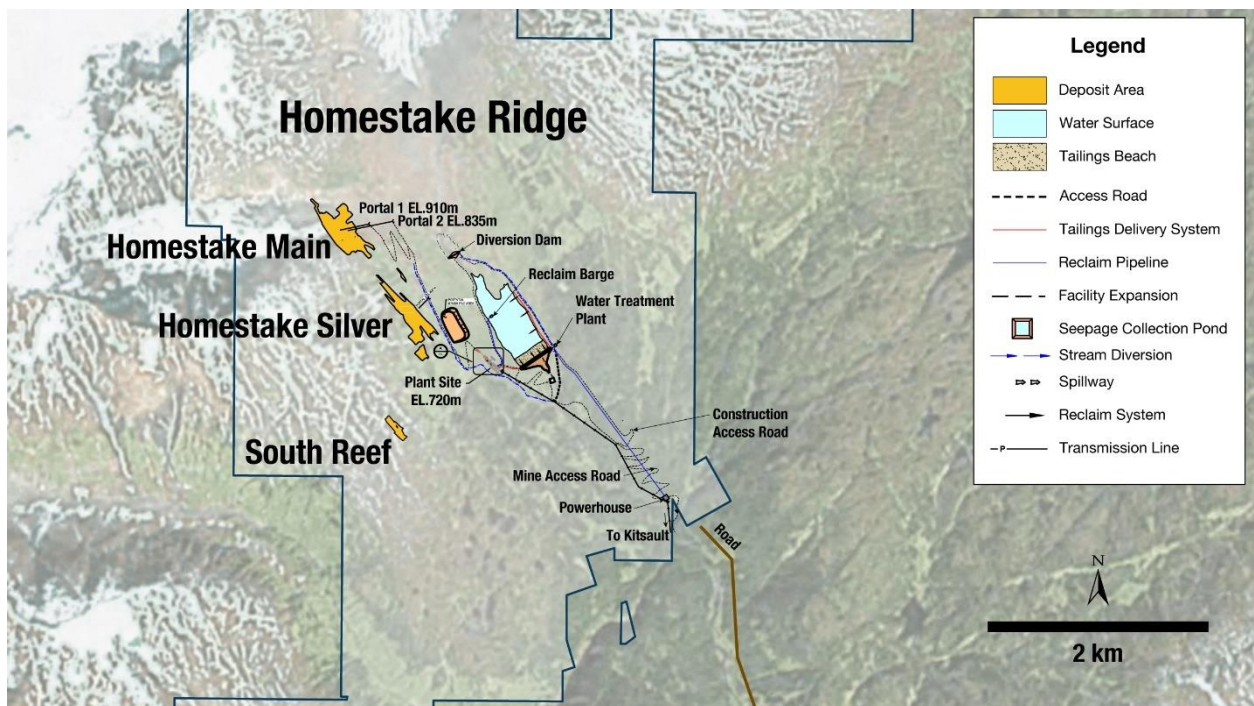 Homestake Ridge
Portal 1 EL.910m
Portal 2 EL.835m
Homestake Main
Diversion Dam
Reclaim Barge
Water Treatment
Plant
Homestake Silver
Plant Site
EL.720m
South Reef
Construction
Access Road
Mine Access Road
Powerhouse
To Kitsault
Road
Legend
Deposit Area
Water Surface
Tailings Beach
Access Road
Tailings Delivery System
Reclaim Pipeline
Facility Expansion
Seepage Collection Pond
Stream Diversion
Spillway
Reclaim System
P
Transmission Line
N
2 km